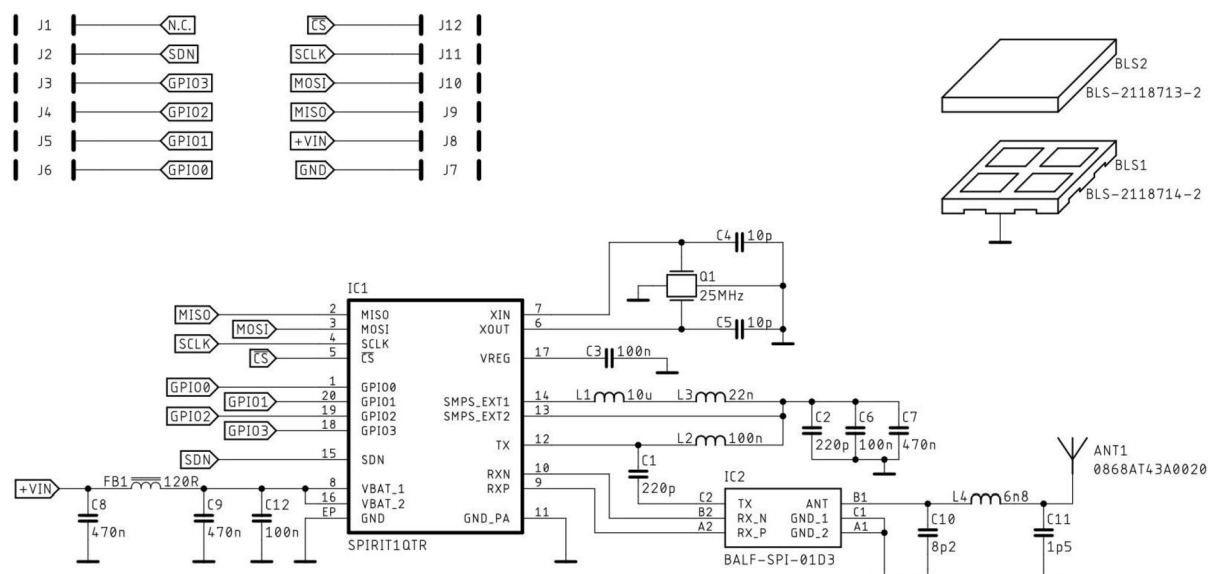 J1 N.C. C̅S̅ J12
J2 SDN SCLK J11
J3 GPIO3 MOSI J10
J4 GPIO2 MISO J9
J5 GPIO1 +VIN J8
J6 GPIO0 GND J7
BLS2
BLS-2118713-2
BLS1
BLS-2118714-2
C4 10p
IC1
Q1
25MHz
MISO 2 MISO XIN 7
MOSI 3 MOSI XOUT 6 C5 10p
SCLK 4 SCLK
C̅S̅ 5 C̅S̅ VREG 17 C3 100n
GPIO0 1 GPIO0
GPIO1 20 GPIO1 SMPS_EXT1 14 L1 10u L3 22n
GPIO2 19 GPIO2 SMPS_EXT2 13
GPIO3 18 GPIO3
C2 C6 C7
220p 100n 470n
TX 12 L2 100n
SDN 15 SDN
C1
220p
RXN 10
RXP 9
ANT1
0868AT43A0020
IC2
+VIN FB1 120R 8 VBAT_1
16 VBAT_2
EP GND GND_PA 11
C8
470n
C9
470n
C12
100n
SPIRIT1QTR
C2 TX ANT B1 L4 6n8
B2 RX_N GND_1 C1
A2 RX_P GND_2 A1
BALF-SPI-01D3
C10
8p2
C11
1p5